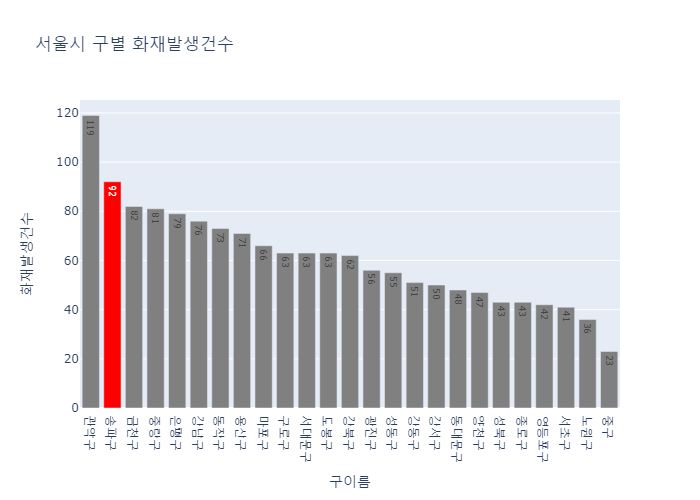 서울시 구별 화재발생건수
화재발생건수
120
100
80
60
40
20
0
119
92
82
81
79
76
73
71
66
63
63
63
62
56
55
51
50
48
47
43
43
42
41
36
23
관악구
송파구
금천구
중랑구
은평구
강남구
동작구
용산구
마포구
구로구
서대문구
도봉구
강북구
광진구
성동구
강동구
강서구
동대문구
양천구
성북구
종로구
영등포구
서초구
노원구
중구
구이름